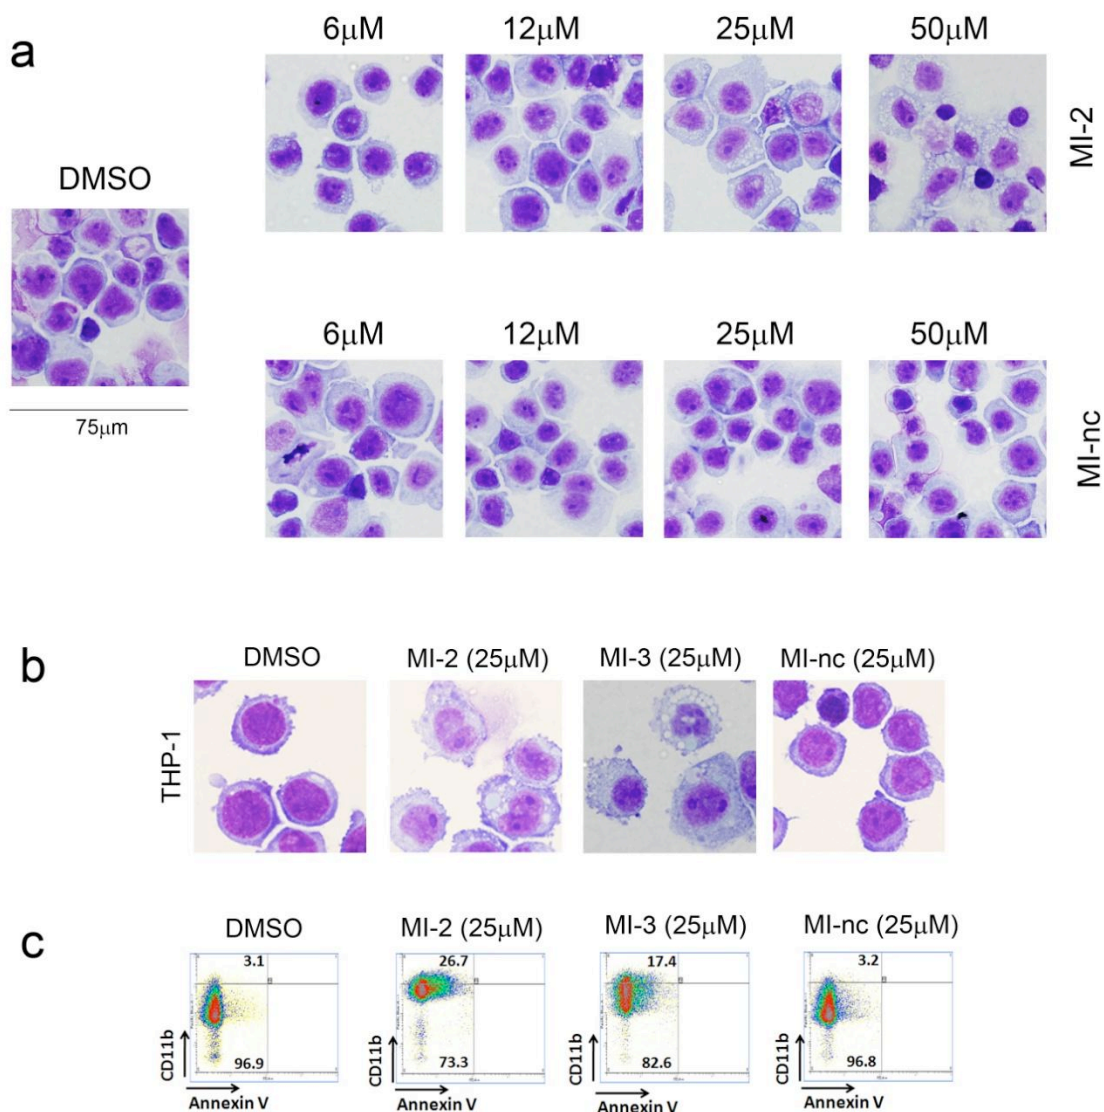 a
6μM 12μM 25μM 50μM
MI-2
DMSO
75μm
6μM 12μM 25μM 50μM
MI-nc
b
DMSO MI-2 (25μM) MI-3 (25μM) MI-nc (25μM)
THP-1
c
DMSO MI-2 (25μM) MI-3 (25μM) MI-nc (25μM)
3.1 26.7 17.4 3.2
CD11b CD11b CD11b CD11b
96.9 73.3 82.6 96.8
Annexin V Annexin V Annexin V Annexin V